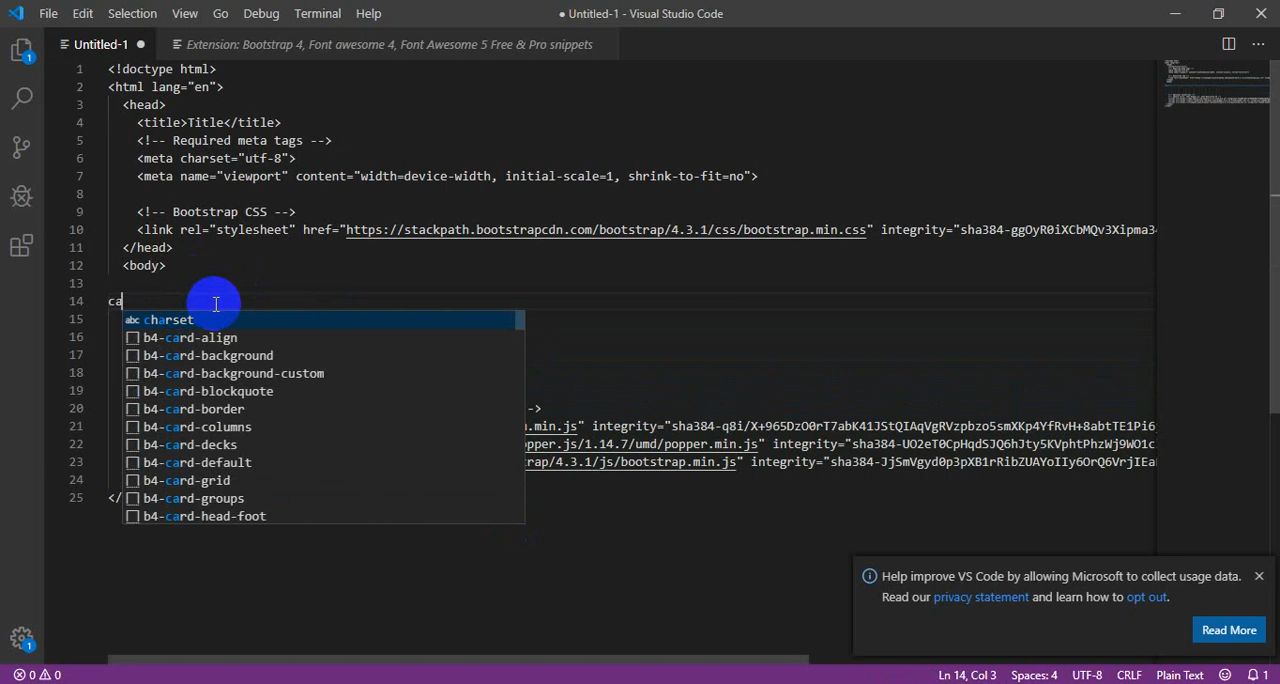 File Edit Selection View Go Debug Terminal Help
● Untitled-1 - Visual Studio Code
Untitled-1 ●
Extension: Bootstrap 4, Font awesome 4, Font Awesome 5 Free & Pro snippets
1 <!doctype html>
2 <html lang="en">
3 <head>
4 <title>Title</title>
5 <!-- Required meta tags -->
6 <meta charset="utf-8">
7 <meta name="viewport" content="width=device-width, initial-scale=1, shrink-to-fit=no">
8
9 <!-- Bootstrap CSS -->
10 <link rel="stylesheet" href="https://stackpath.bootstrapcdn.com/bootstrap/4.3.1/css/bootstrap.min.css" integrity="sha384-ggOyR0iXCbMQv3Xipma3
11 </head>
12 <body>
13
14 ca
15 abc charset
16 b4-card-align
17 b4-card-background
18 b4-card-background-custom
19 b4-card-blockquote
20 b4-card-border ->
21 b4-card-columns .min.js" integrity="sha384-q8i/X+965DzO0rT7abK41JStQIAqVgRVzpbzo5smXKp4YfRvH+8abtTE1Pi6
22 b4-card-decks opper.js/1.14.7/umd/popper.min.js" integrity="sha384-UO2eT0CpHqdSJQ6hJty5KVphtPhzWj9WO1c
23 b4-card-default rap/4.3.1/js/bootstrap.min.js" integrity="sha384-JjSmVgyd0p3pXB1rRibZUAYoIIy6OrQ6VrjIEa
24 b4-card-grid
25 </ b4-card-groups
b4-card-head-foot
1
1
Help improve VS Code by allowing Microsoft to collect usage data.
Read our privacy statement and learn how to opt out.
Read More
0 0 Ln 14, Col 3 Spaces: 4 UTF-8 CRLF Plain Text 1